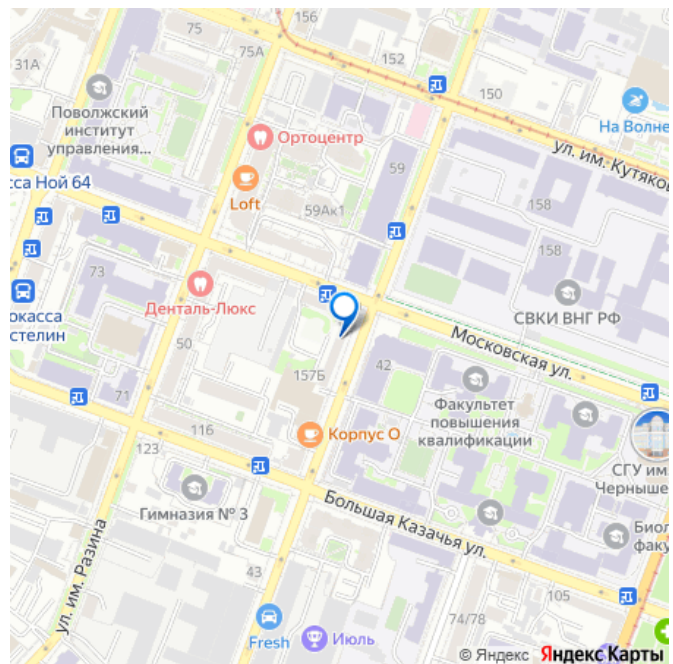 156
75
75А
152
31А
150
Поволжский
институт
управления...
На Волне
Ортоцентр
ул. им. Кутяков
59
сса Ной 64
Loft
59Ак1
158
158
73
СВКИ ВНГ РФ
Денталь-Люкс
окасса
стелин
Московская ул.
50
42
157Б
Факультет
повышения
квалификации
71
116
Корпус О
123
СГУ им
Черныше
Гимназия № 3
Большая Казачья ул.
Биол
факу
ул. им. Разина
43
105
74/78
Fresh
Июль
© Яндекс Яндекс Карты